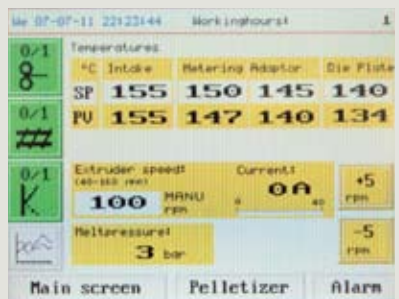 We 07-07-11 22:23:44 Workinghours: 1
0/1
Temperatures
°C Intake Metering Adaptor Die Plate
SP 155 150 145 140
0/1
PV 155 147 140 134
0/1
Extruder speed: Current:
100 MANU 0A +5
rpm 40 rpm
Meltpressure: -5
3 bar rpm
Main screen Pelletizer Alarm